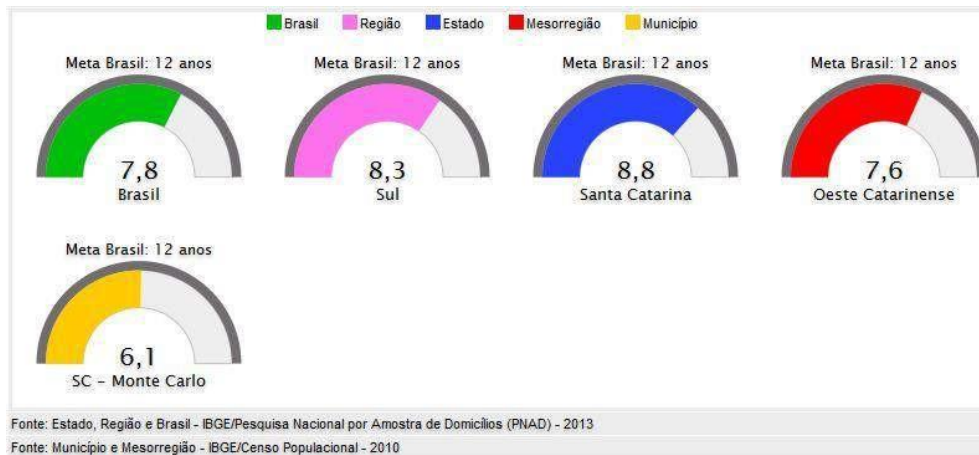 Brasil Região Estado Mesorregião Município
Meta Brasil: 12 anos Meta Brasil: 12 anos Meta Brasil: 12 anos Meta Brasil: 12 anos
7,8 8,3 8,8 7,6
Brasil Sul Santa Catarina Oeste Catarinense
Meta Brasil: 12 anos
6,1
SC - Monte Carlo
Fonte: Estado, Região e Brasil - IBGE/Pesquisa Nacional por Amostra de Domicílios (PNAD) - 2013
Fonte: Município e Mesorregião - IBGE/Censo Populacional - 2010